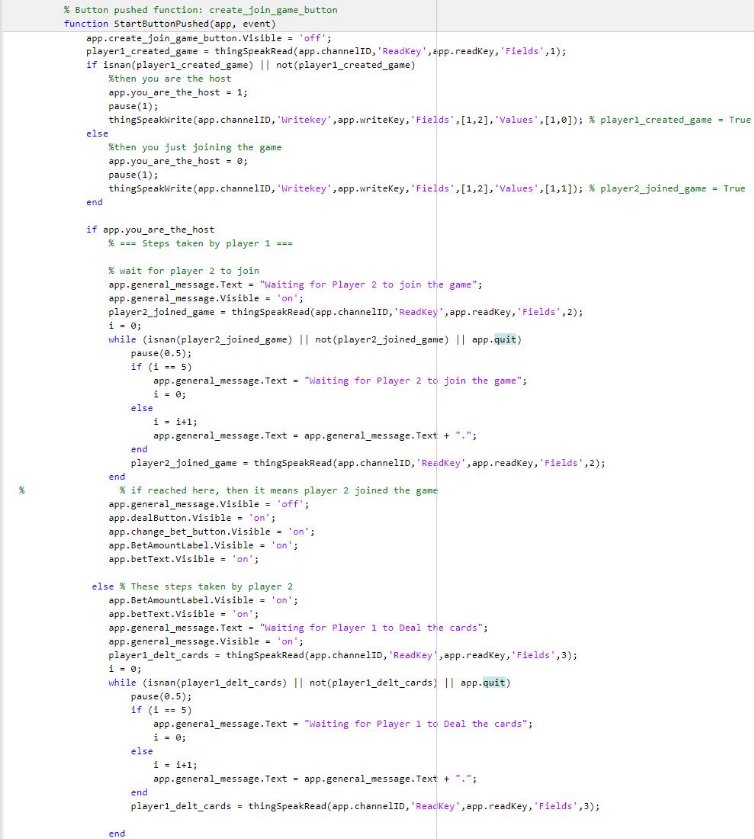 % Button pushed function: create_join_game_button
function StartButtonPushed(app, event)
app.create_join_game_button.Visible = 'off';
player1_created_game = thingSpeakRead(app.channelID,'ReadKey',app.readKey,'Fields',1);
if isnan(player1_created_game) || not(player1_created_game)
%then you are the host
app.you_are_the_host = 1;
pause(1);
thingSpeakWrite(app.channelID,'Writekey',app.writeKey,'Fields',[1,2],'Values',[1,0]); % player1_created_game = True
else
%then you just joining the game
app.you_are_the_host = 0;
pause(1);
thingSpeakWrite(app.channelID,'Writekey',app.writeKey,'Fields',[1,2],'Values',[1,1]); % player2_joined_game = True
end
if app.you_are_the_host
% === Steps taken by player 1 ===
% wait for player 2 to join
app.general_message.Text = "Waiting for Player 2 to join the game";
app.general_message.Visible = 'on';
player2_joined_game = thingSpeakRead(app.channelID,'ReadKey',app.readKey,'Fields',2);
i = 0;
while (isnan(player2_joined_game) || not(player2_joined_game) || app.quit)
pause(0.5);
if (i == 5)
app.general_message.Text = "Waiting for Player 2 to join the game";
i = 0;
else
i = i+1;
app.general_message.Text = app.general_message.Text + ".";
end
player2_joined_game = thingSpeakRead(app.channelID,'ReadKey',app.readKey,'Fields',2);
end
% % if reached here, then it means player 2 joined the game
app.general_message.Visible = 'off';
app.dealButton.Visible = 'on';
app.change_bet_button.Visible = 'on';
app.BetAmountLabel.Visible = 'on';
app.betText.Visible = 'on';
else % These steps taken by player 2
app.BetAmountLabel.Visible = 'on';
app.betText.Visible = 'on';
app.general_message.Text = "Waiting for Player 1 to Deal the cards";
app.general_message.Visible = 'on';
player1_delt_cards = thingSpeakRead(app.channelID,'ReadKey',app.readKey,'Fields',3);
i = 0;
while (isnan(player1_delt_cards) || not(player1_delt_cards) || app.quit)
pause(0.5);
if (i == 5)
app.general_message.Text = "Waiting for Player 1 to Deal the cards";
i = 0;
else
i = i+1;
app.general_message.Text = app.general_message.Text + ".";
end
player1_delt_cards = thingSpeakRead(app.channelID,'ReadKey',app.readKey,'Fields',3);
end